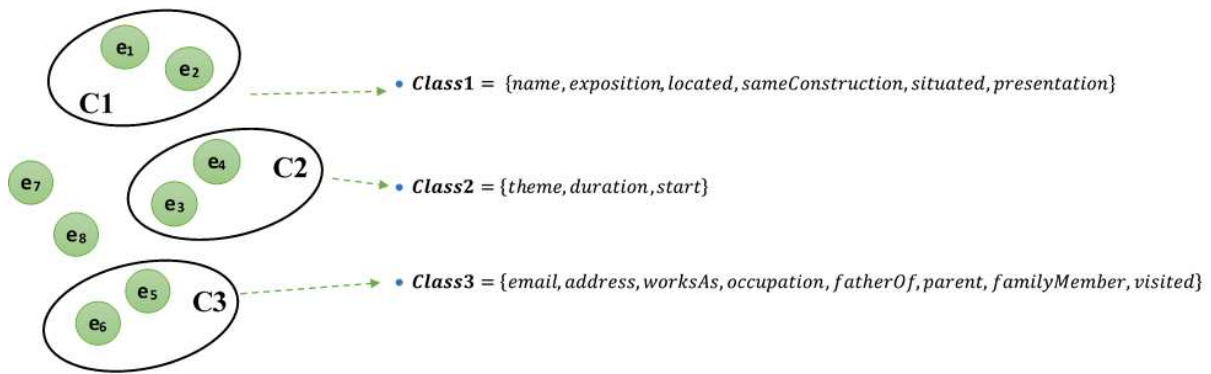 e1
e2
C1
• Class1 = {name, exposition, located, sameConstruction, situated, presentation}
e4
C2
e3
• Class2 = {theme, duration, start}
e7
e8
e5
C3
e6
• Class3 = {email, address, worksAs, occupation, fatherOf, parent, familyMember, visited}